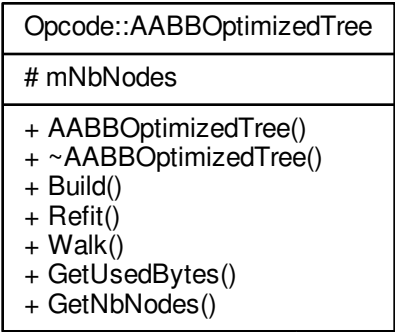 Opcode::AABBOptimizedTree
# mNbNodes
+ AABBOptimizedTree()
+ ~AABBOptimizedTree()
+ Build()
+ Refit()
+ Walk()
+ GetUsedBytes()
+ GetNbNodes()